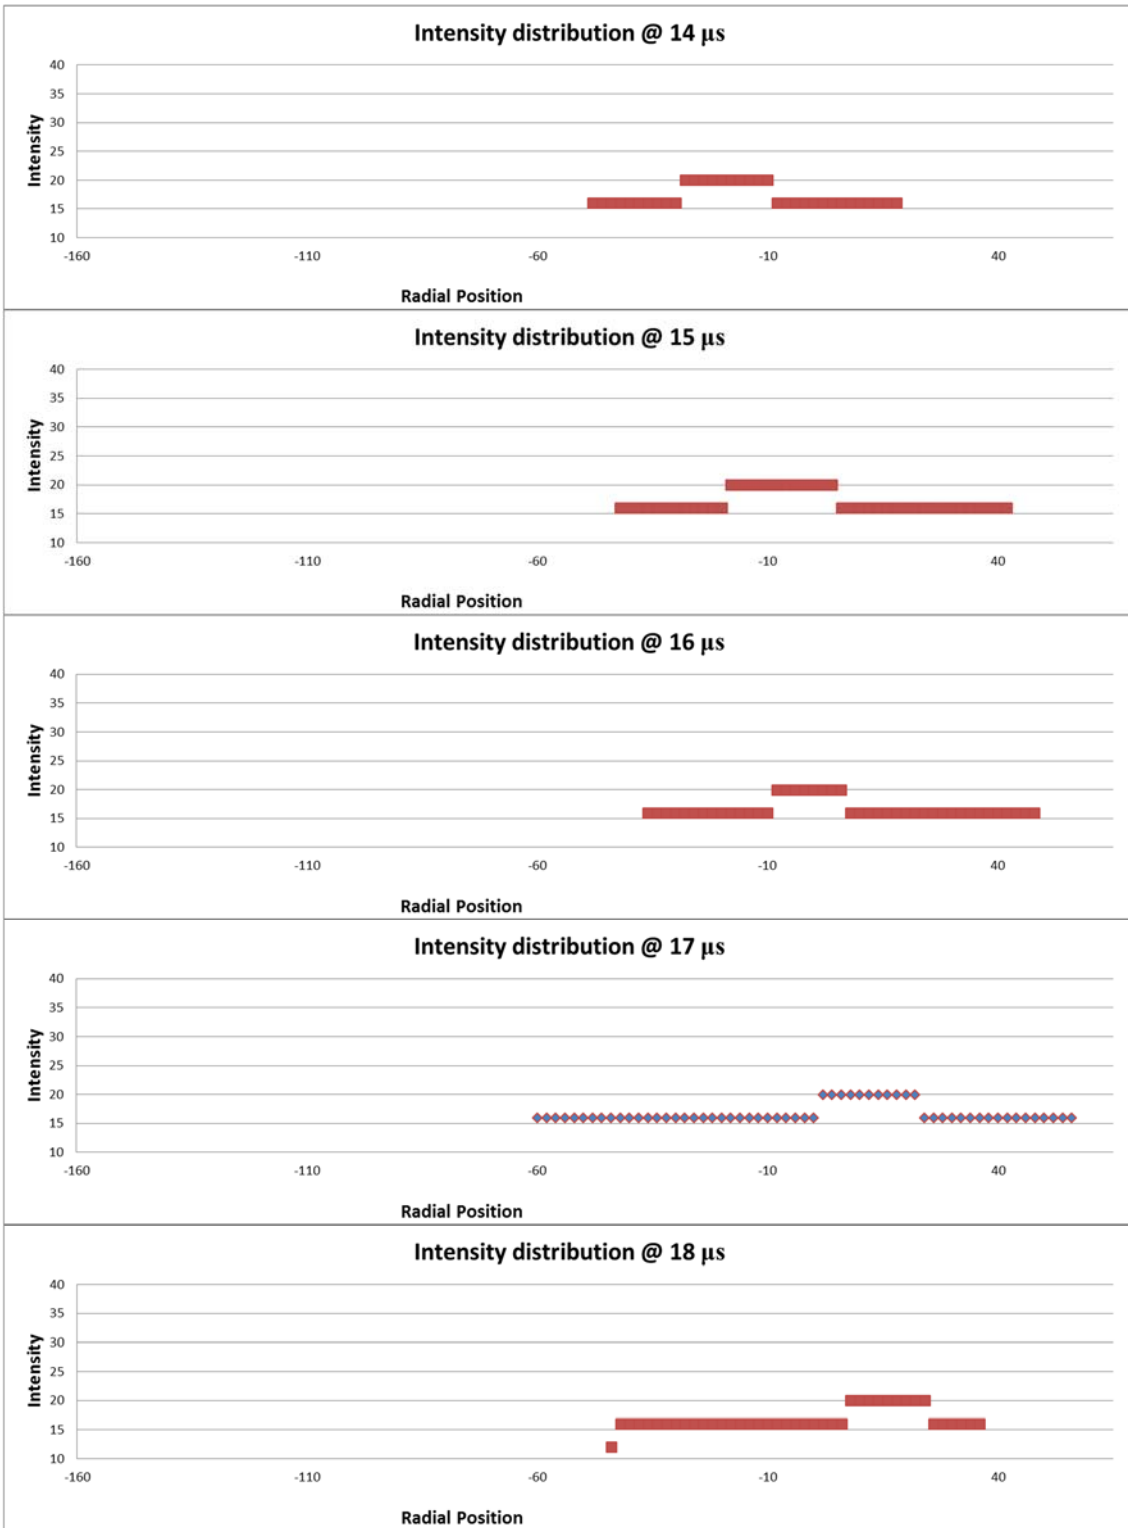 Intensity distribution @ 14 µs
40
35
30
25
20
15
10
Intensity
-160 -110 -60 -10 40
Radial Position
Intensity distribution @ 15 µs
40
35
30
25
20
15
10
Intensity
-160 -110 -60 -10 40
Radial Position
Intensity distribution @ 16 µs
40
35
30
25
20
15
10
Intensity
-160 -110 -60 -10 40
Radial Position
Intensity distribution @ 17 µs
40
35
30
25
20
15
10
Intensity
-160 -110 -60 -10 40
Radial Position
Intensity distribution @ 18 µs
40
35
30
25
20
15
10
Intensity
-160 -110 -60 -10 40
Radial Position